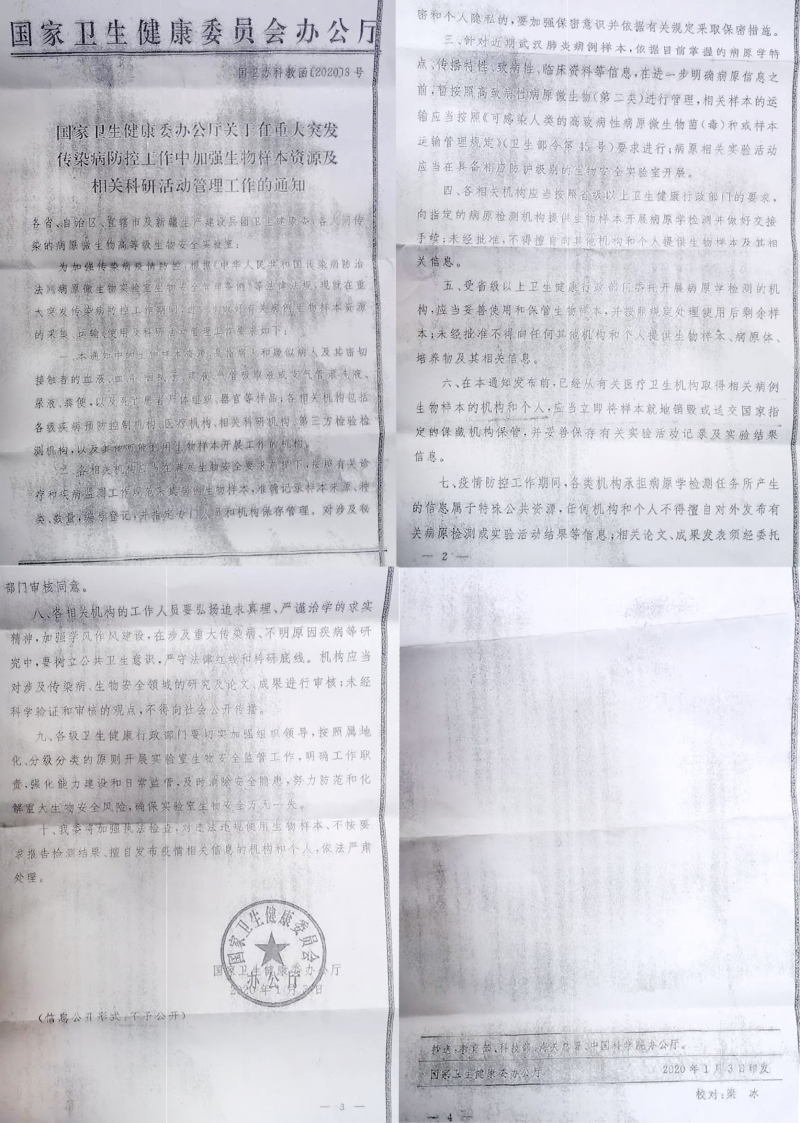 国家卫生健康委员会办公厅
国卫办科教函〔2020〕3号
国家卫生健康委办公厅关于在重大突发
传染病防控工作中加强生物样本资源及
相关科研活动管理工作的通知
各省、自治区、直辖市及新疆生产建设兵团卫生健康委,各人间传
染的病原微生物高等级生物安全实验室:
为加强传染病疫情防控,根据《中华人民共和国传染病防治
法》《病原微生物实验室生物安全管理条例》等法律法规,现就在重
大突发传染病防控工作期间,
的采集、运输、使用及科研活动管理工作要求如下:
一、本通知中的生物样本资源,是指病人和疑似病人及其密切
接触者的血液、血清、
尿液、粪便,以及死亡患者尸体组织、器官等样品;各相关机构包括
各级疾病预防控制机构、医疗机构、相关科研机构、第三方检验检
测机构,以及其他可能利用生物样本开展工作的机构。
二、各相关机构应当在满足生物安全要求前提下,按照有关诊
疗和疾病监测工作规范采集病例生物样本,准确记录样本来源、种
类、数量,编号登记,并指定专门人员和机构保存管理。对涉及秘
密和个人隐私的,要加强保密意识并依据有关规定采取保密措施。
三、针对近期武汉肺炎病例样本,依据目前掌握的病原学特
点、传播特性、致病性、临床资料等信息,在进一步明确病原信息之
前,暂按照高致病性病原微生物(第二类)进行管理,相关样本的运
输应当按照《可感染人类的高致病性病原微生物菌(毒)种或样本
运输管理规定》(卫生部令第45号)要求进行;病原相关实验活动
应当在具备相应防护级别的生物安全实验室开展。
四、各相关机构应当按照省级以上卫生健康行政部门的要求,
向指定的病原检测机构提供生物样本开展病原学检测并做好交接
手续;未经批准,不得擅自向其他机构和个人提供生物样本及其相
关信息。
五、受省级以上卫生健康行政部门委托开展病原学检测的机
构,应当妥善使用和保管生物样本,并按照规定处理使用后剩余样
本;未经批准不得向任何其他机构和个人提供生物样本、病原体、
培养物及其相关信息。
六、在本通知发布前,已经从有关医疗卫生机构取得相关病例
生物样本的机构和个人,应当立即将样本就地销毁或送交国家指
定的保藏机构保管,并妥善保存有关实验活动记录及实验结果
信息。
七、疫情防控工作期间,各类机构承担病原学检测任务所产生
的信息属于特殊公共资源,任何机构和个人不得擅自对外发布有
关病原检测或实验活动结果等信息;相关论文、成果发表须经委托
— 2 —
部门审核同意。
八、各相关机构的工作人员要弘扬追求真理、严谨治学的求实
精神,加强学风作风建设,在涉及重大传染病、不明原因疾病等研
究中,要树立公共卫生意识,严守法律红线和科研底线。机构应当
对涉及传染病、生物安全领域的研究及论文、成果进行审核;未经
科学验证和审核的观点,不得向社会公开传播。
九、各级卫生健康行政部门要切实加强组织领导,按照属地
化、分级分类的原则开展实验室生物安全监管工作,明确工作职
责,强化能力建设和日常监管,及时消除安全隐患,努力防范和化
解重大生物安全风险,确保实验室生物安全万无一失。
十、我委将加强执法检查,对违法违规使用生物样本、不按要
求报告检测结果、擅自发布疫情相关信息的机构和个人,依法严肃
处理。
国家卫生健康委员会
办公厅
国家卫生健康委办公厅
(信息公开形式:不予公开)
— 3 —
抄送:教育部、科技部、海关总署、中国科学院办公厅。
国家卫生健康委办公厅
2020年1月3日印发
校对:梁 冰
— 4 —